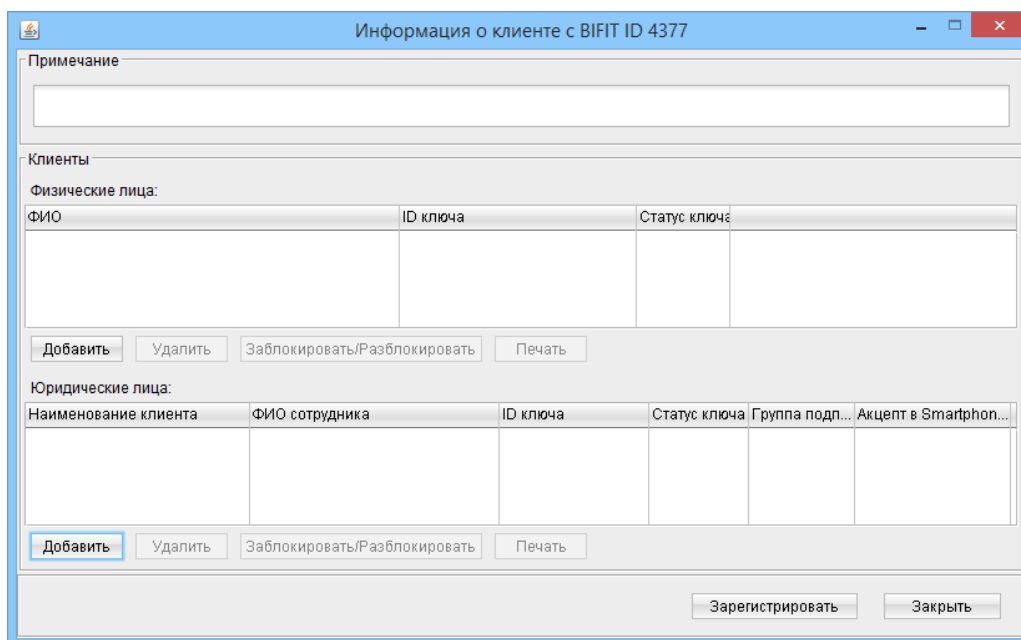 Информация о клиенте с BIFIT ID 4377
Примечание
Клиенты
Физические лица:
ФИО ID ключа Статус ключа
Добавить Удалить Заблокировать/Разблокировать Печать
Юридические лица:
Наименование клиента ФИО сотрудника ID ключа Статус ключа Группа подп... Акцепт в Smartphon...
Добавить Удалить Заблокировать/Разблокировать Печать
Зарегистрировать Закрыть